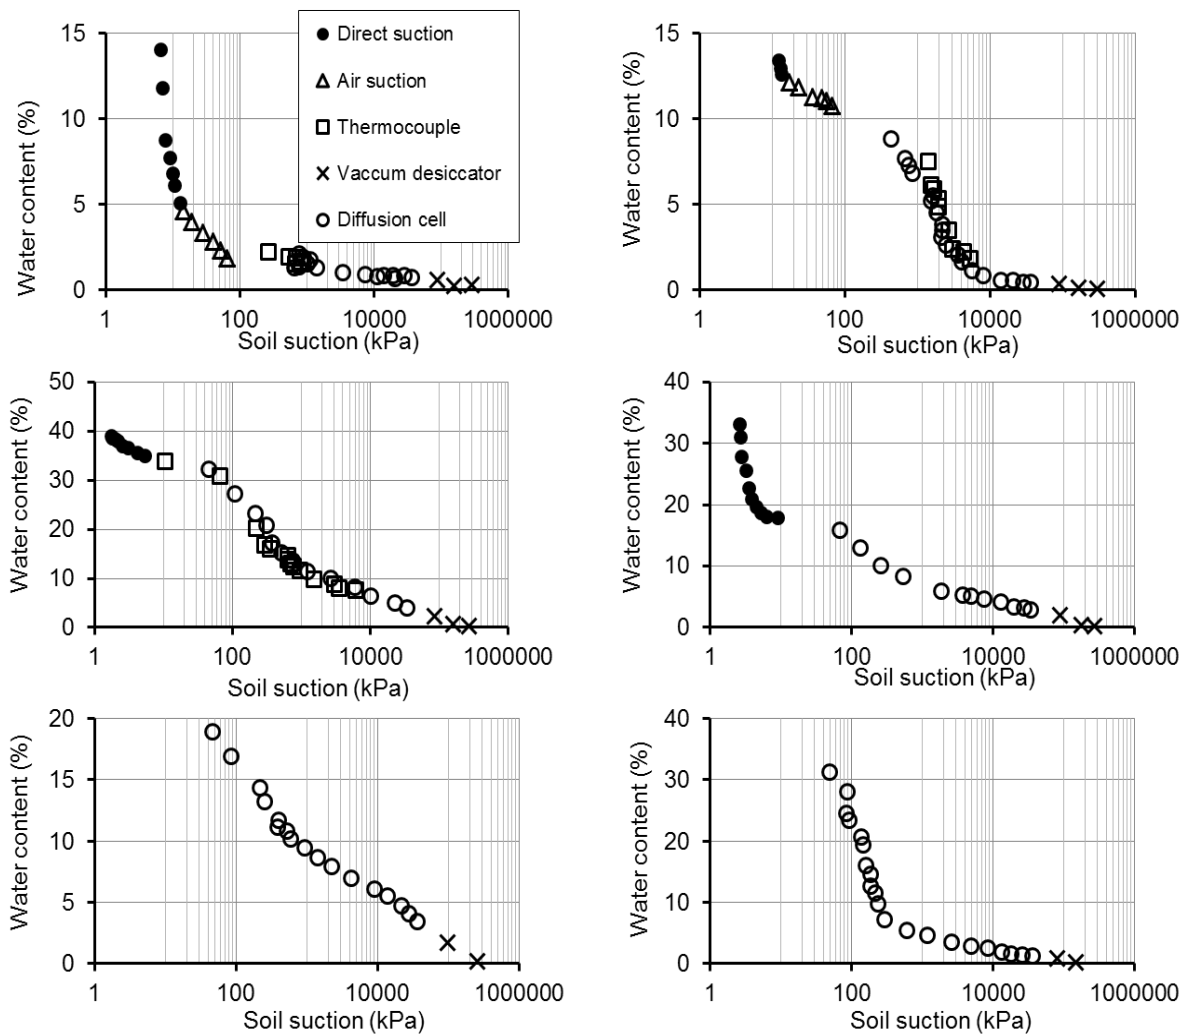 Direct suction
Air suction
Thermocouple
Vaccum desiccator
Diffusion cell
Water content (%)
15
10
5
0
1 100 10000 1000000
Soil suction (kPa)
Water content (%)
15
10
5
0
1 100 10000 1000000
Soil suction (kPa)
Water content (%)
50
40
30
20
10
0
1 100 10000 1000000
Soil suction (kPa)
Water content (%)
40
30
20
10
0
1 100 10000 1000000
Soil suction (kPa)
Water content (%)
20
15
10
5
0
1 100 10000 1000000
Soil suction (kPa)
Water content (%)
40
30
20
10
0
1 100 10000 1000000
Soil suction (kPa)